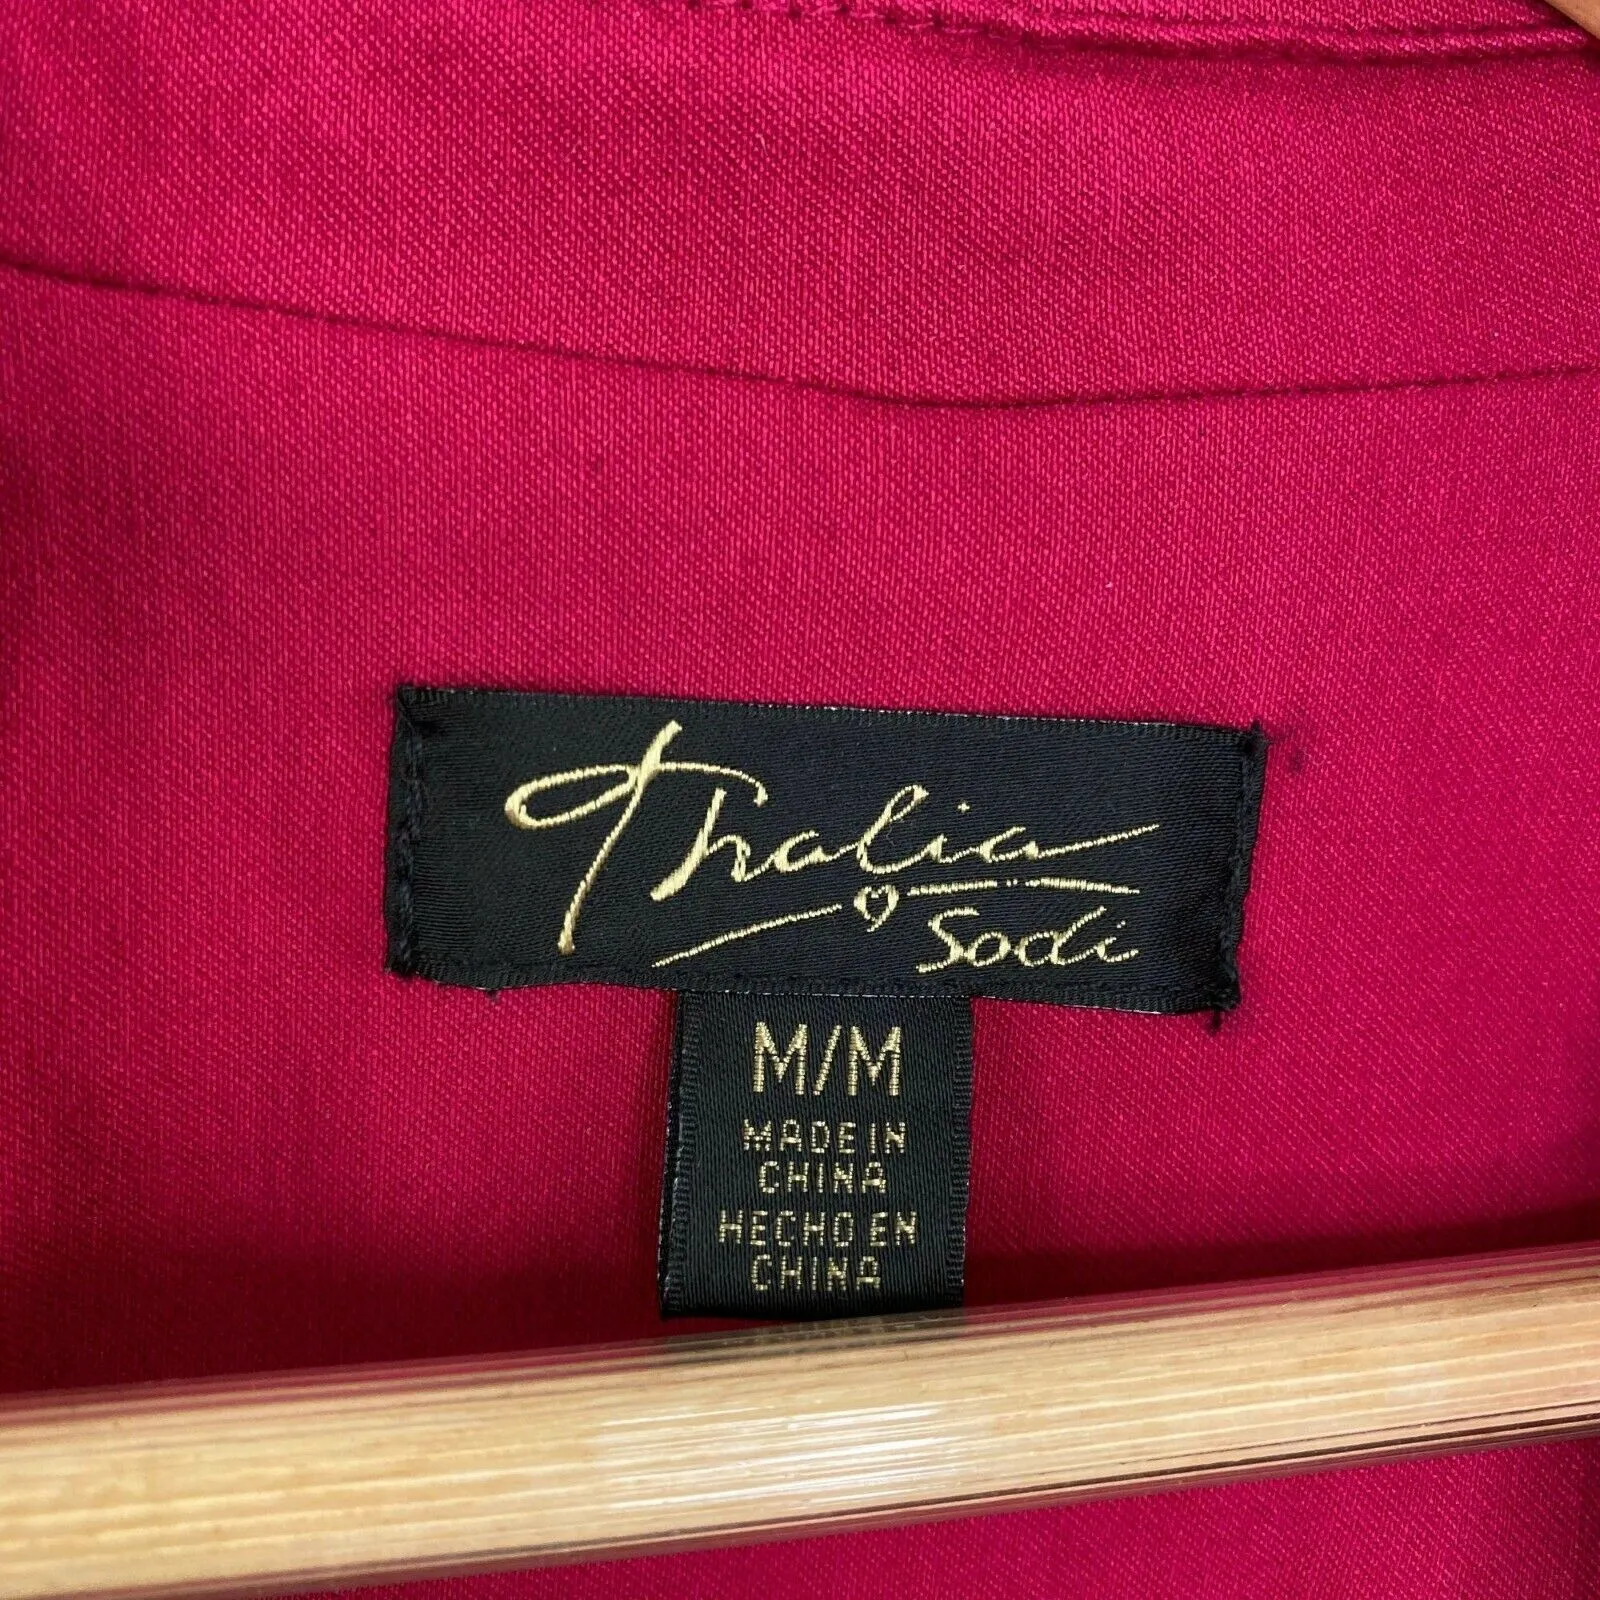 Thalia
Sodi
M/M
MADE IN
CHINA
HECHO EN
CHINA